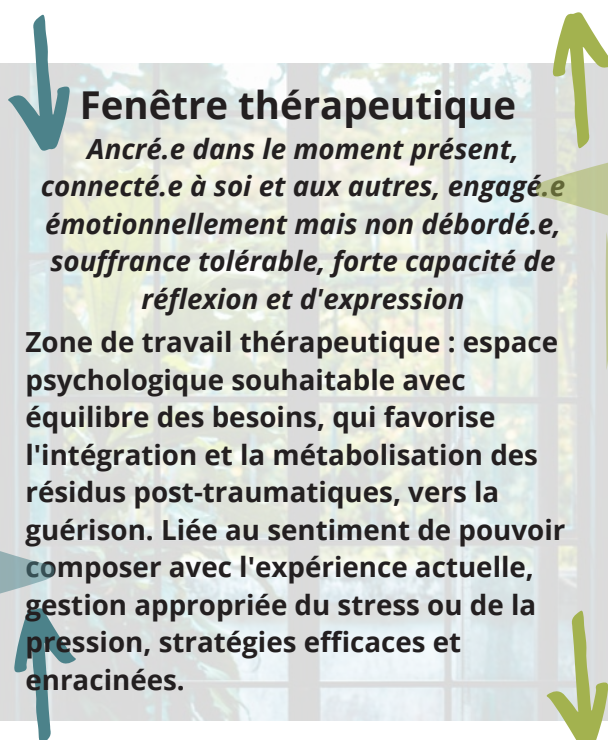 Fenêtre thérapeutique
Ancré.e dans le moment présent,
connecté.e à soi et aux autres, engagé.e
émotionnellement mais non débordé.e,
souffrance tolérable, forte capacité de
réflexion et d'expression
Zone de travail thérapeutique : espace
psychologique souhaitable avec
équilibre des besoins, qui favorise
l'intégration et la métabolisation des
résidus post-traumatiques, vers la
guérison. Liée au sentiment de pouvoir
composer avec l'expérience actuelle,
gestion appropriée du stress ou de la
pression, stratégies efficaces et
enracinées.